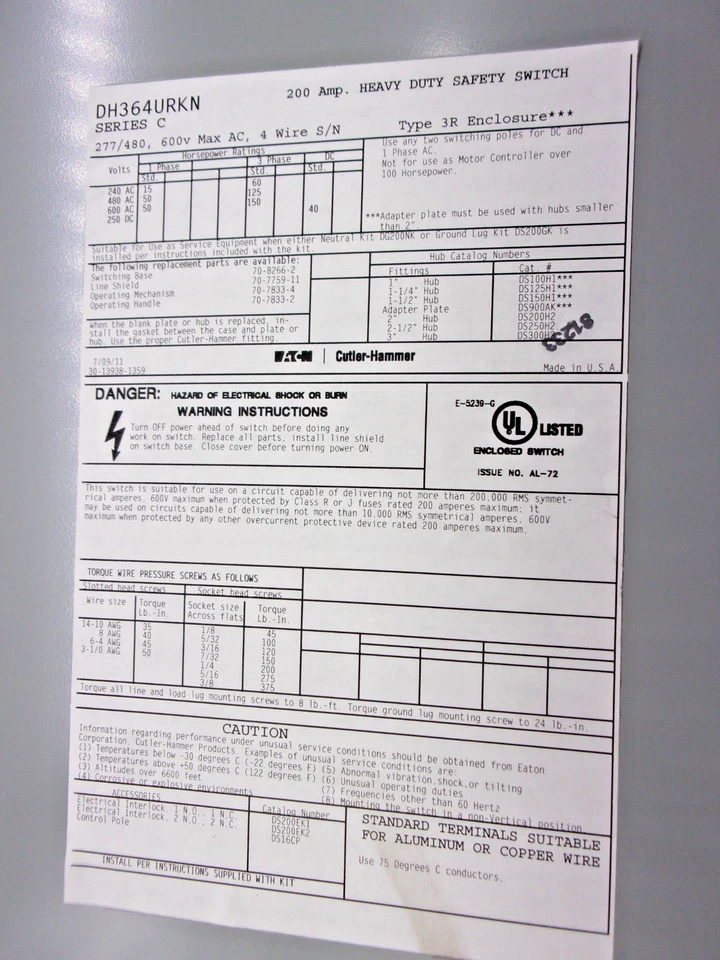 200 Amp. HEAVY DUTY SAFETY SWITCH
DH364URKN
SERIES C
277/480, 600v Max AC, 4 Wire S/N
Type 3R Enclosure***
Horsepower Ratings
Volts 1 Phase 3 Phase DC
Std. Std. Std.
240 AC 15 60
480 AC 50 125
600 AC 50 150
250 DC 40
Use any two switching poles for DC and
1 Phase AC.
Not for use as Motor Controller over
100 Horsepower.
***Adapter plate must be used with hubs smaller
than 2".
Suitable for Use as Service Equipment when either Neutral Kit DG200NK or Ground Lug Kit DS200GK is
installed per instructions included with the kit.
The following replacement parts are available:
Switching Base 70-8266-2
Line Shield 70-7759-11
Operating Mechanism 70-7833-4
Operating Handle 70-7833-2
When the blank plate or hub is replaced, in-
stall the gasket between the case and plate or
hub. Use the proper Cutler-Hammer fitting.
Hub Catalog Numbers
Fittings Cat. #
1" Hub DS100H1***
1-1/4" Hub DS125H1***
1-1/2" Hub DS150H1***
Adapter Plate DS900AK***
2" Hub DS200H2
2-1/2" Hub DS250H2
3" Hub DS300H2
81233
7/09/11
30-13938-1359
EATON Cutler-Hammer
Made in U.S.A.
DANGER: HAZARD OF ELECTRICAL SHOCK OR BURN
WARNING INSTRUCTIONS
Turn OFF power ahead of switch before doing any
work on switch. Replace all parts, install line shield
on switch base. Close cover before turning power ON.
E-5239-G
UL LISTED
ENCLOSED SWITCH
ISSUE NO. AL-72
This switch is suitable for use on a circuit capable of delivering not more than 200,000 RMS symmet-
rical amperes, 600V maximum when protected by Class R or J fuses rated 200 amperes maximum; it
may be used on circuits capable of delivering not more than 10,000 RMS symmetrical amperes, 600V
maximum when protected by any other overcurrent protective device rated 200 amperes maximum.
TORQUE WIRE PRESSURE SCREWS AS FOLLOWS
Slotted head screws Socket head screws
Wire size Torque Lb.-In. Socket size Across flats Torque Lb.-In.
14-10 AWG 35 1/8 45
8 AWG 40 5/32 100
6-4 AWG 45 3/16 120
3-1/0 AWG 50 7/32 150
1/4 200
5/16 275
3/8 375
Torque all line and load lug mounting screws to 8 lb.-ft. Torque ground lug mounting screw to 24 lb.-in.
CAUTION
Information regarding performance under unusual service conditions should be obtained from Eaton
Corporation, Cutler-Hammer Products. Examples of unusual service conditions are:
(1) Temperatures below -30 degrees C (-22 degrees F) (5) Abnormal vibration,shock,or tilting
(2) Temperatures above +50 degrees C (122 degrees F) (6) Unusual operating duties
(3) Altitudes over 6600 feet (7) Frequencies other than 60 Hertz
(4) Corrosive or explosive environments (8) Mounting the switch in a non-Vertical position
ACCESSORIES Catalog Number
Electrical Interlock, 1 N.O., 1 N.C. DS200EK1
Electrical Interlock, 2 N.O., 2 N.C. DS200EK2
Control Pole DS16CP
STANDARD TERMINALS SUITABLE
FOR ALUMINUM OR COPPER WIRE
Use 75 Degrees C conductors.
INSTALL PER INSTRUCTIONS SUPPLIED WITH KIT